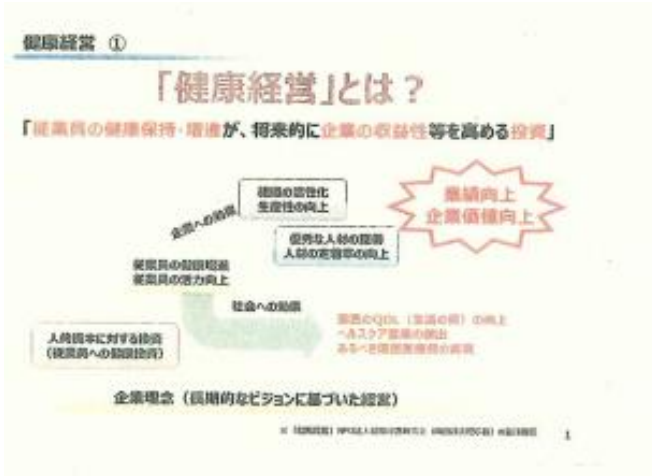 健康経営 ①
「健康経営」とは？
「従業員の健康保持・増進が、将来的に企業の収益性等を高める投資」
組織の活性化
生産性の向上
業績向上
企業価値向上
企業への効果
優秀な人材の獲得
人材の定着率の向上
従業員の健康増進
従業員の活力向上
社会への効果
国民のQOL（生活の質）の向上
ヘルスケア産業の創出
あるべき国民医療費の実現
人的資本に対する投資
（従業員への健康投資）
企業理念（長期的なビジョンに基づいた経営）
1